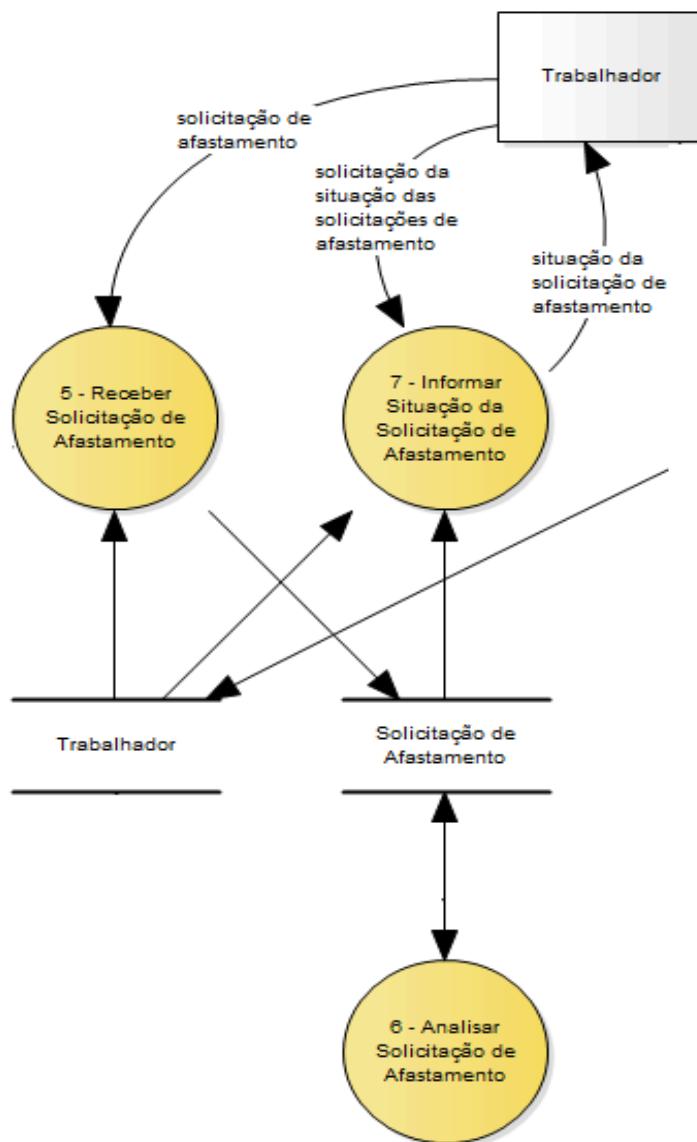 Trabalhador
solicitação de
afastamento
solicitação da
situação das
solicitações de
afastamento
situação da
solicitação de
afastamento
5 - Receber
Solicitação de
Afastamento
7 - Informar
Situação da
Solicitação de
Afastamento
Trabalhador
Solicitação de
Afastamento
6 - Analisar
Solicitação de
Afastamento